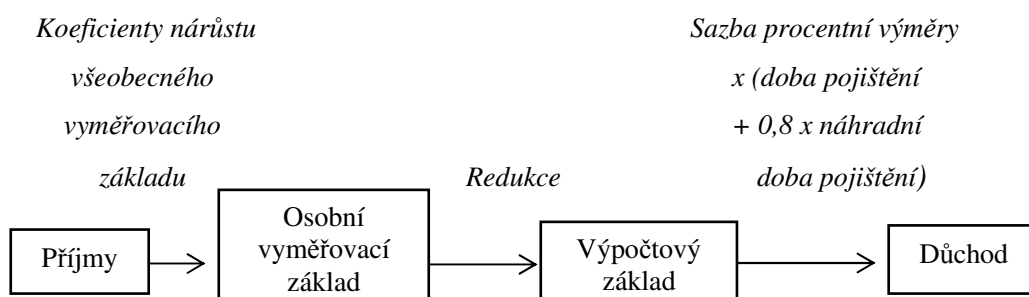 Koeficienty nárůstu
všeobecného
vyměřovacího
základu
Redukce
Sazba procentní výměry
x (doba pojištění
+ 0,8 x náhradní
doba pojištění)
Příjmy
Osobní
vyměřovací
základ
Výpočtový
základ
Důchod